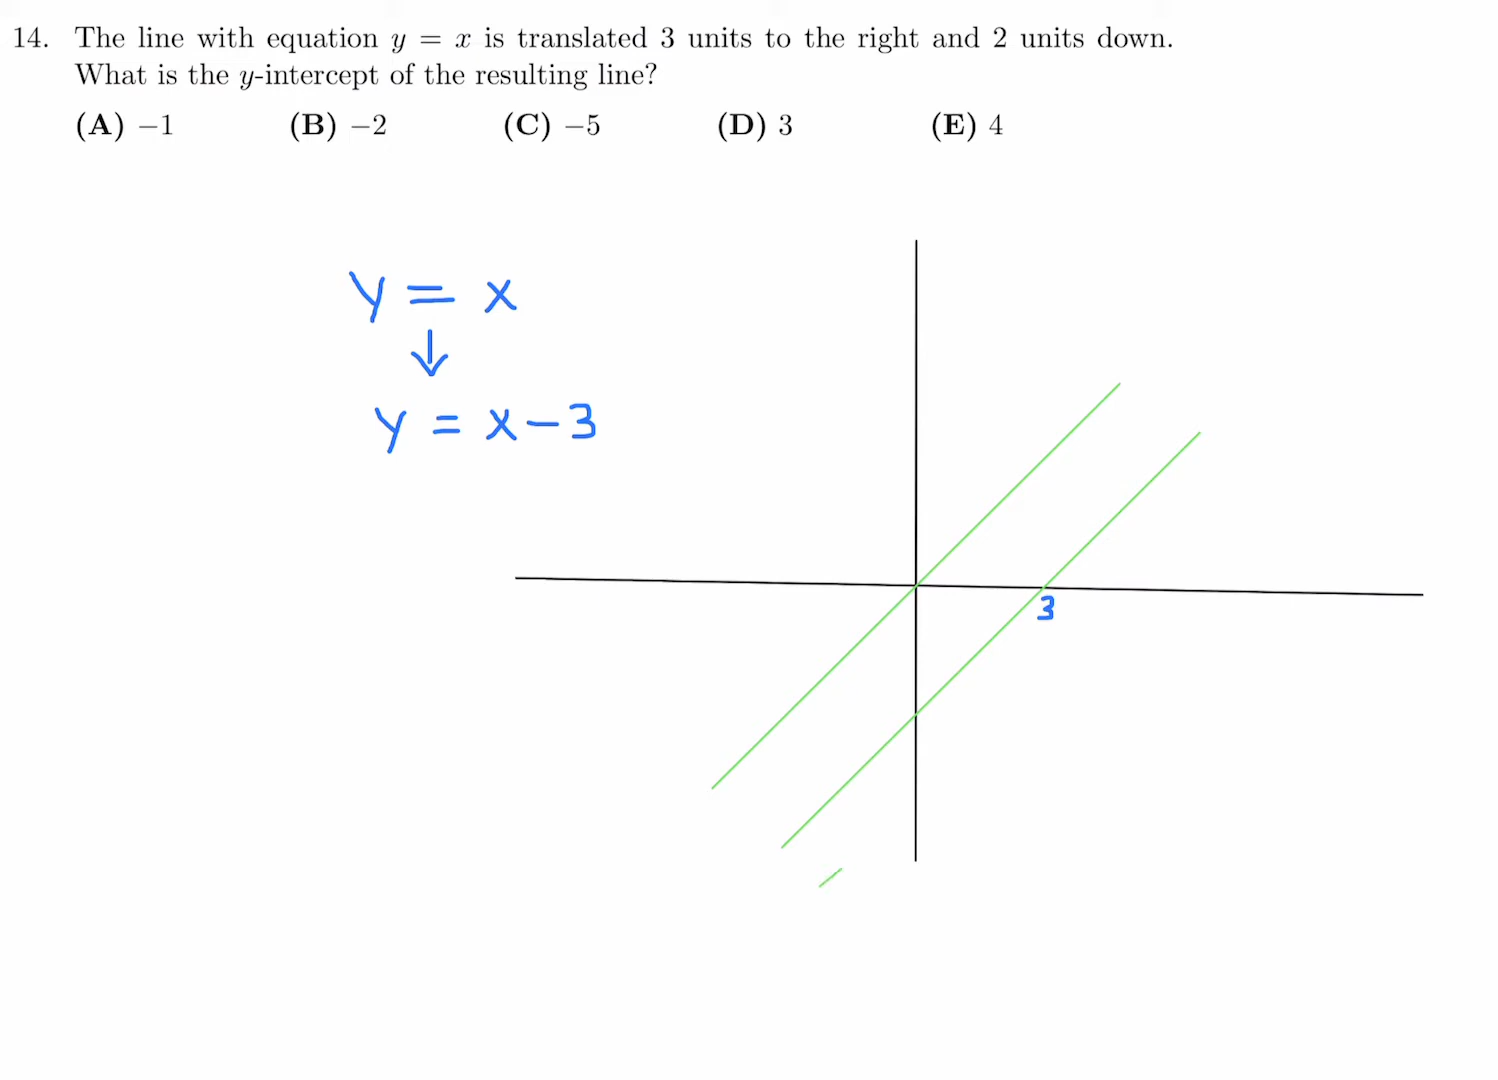 14. The line with equation y = x is translated 3 units to the right and 2 units down.
What is the y-intercept of the resulting line?
(A) −1 (B) −2 (C) −5 (D) 3 (E) 4
y = x
↓
y = x − 3
3